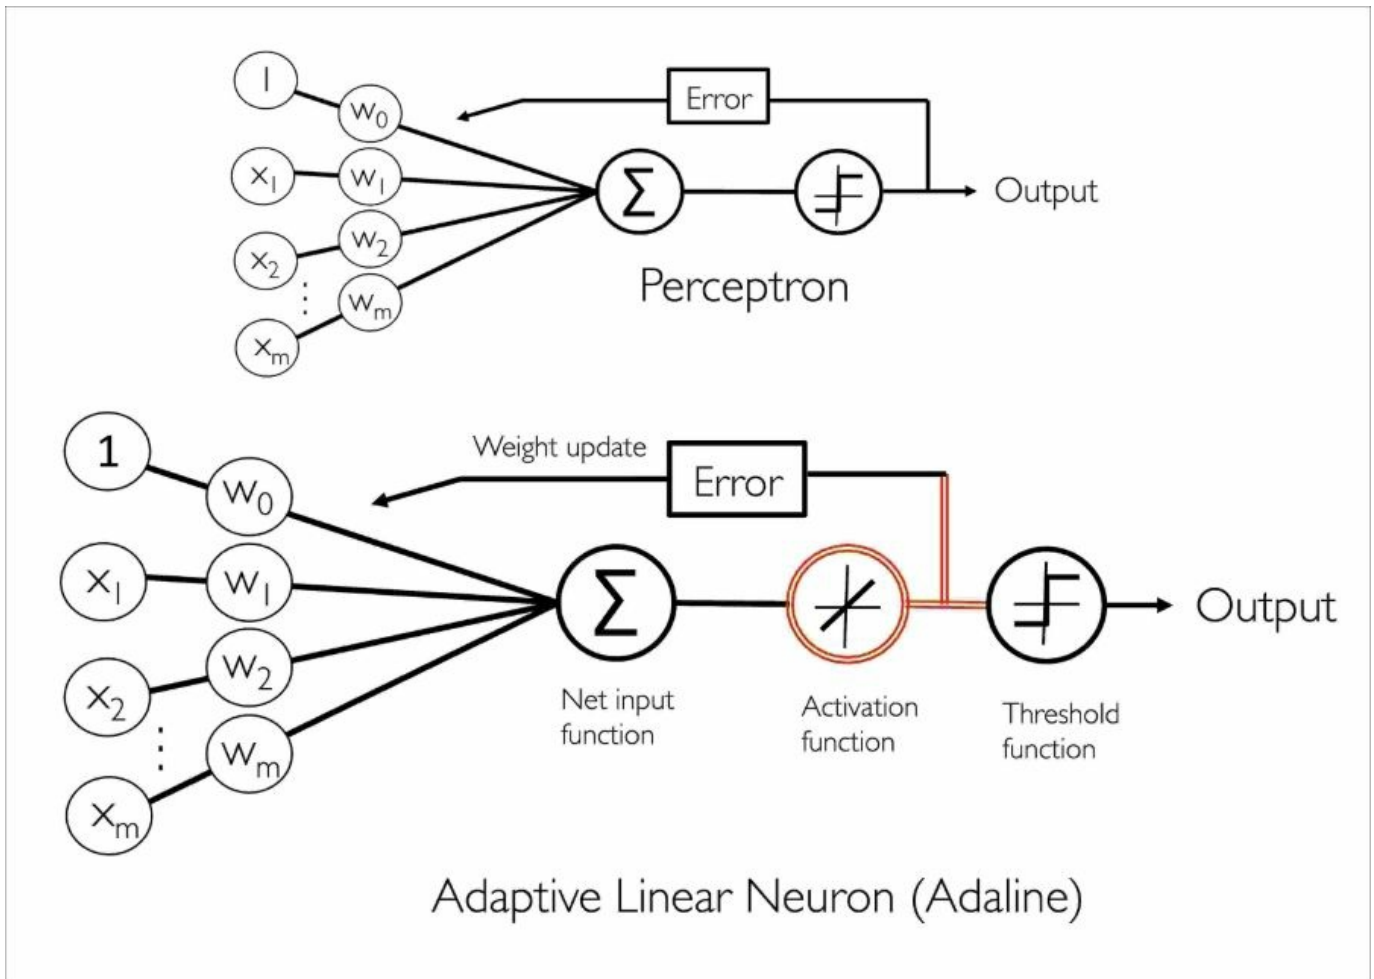 1
w0
x1
w1
x2
w2
xm
wm
Σ
Error
Output
Perceptron
1
w0
x1
w1
x2
w2
xm
wm
Weight update
Error
Σ
Output
Net input
function
Activation
function
Threshold
function
Adaptive Linear Neuron (Adaline)